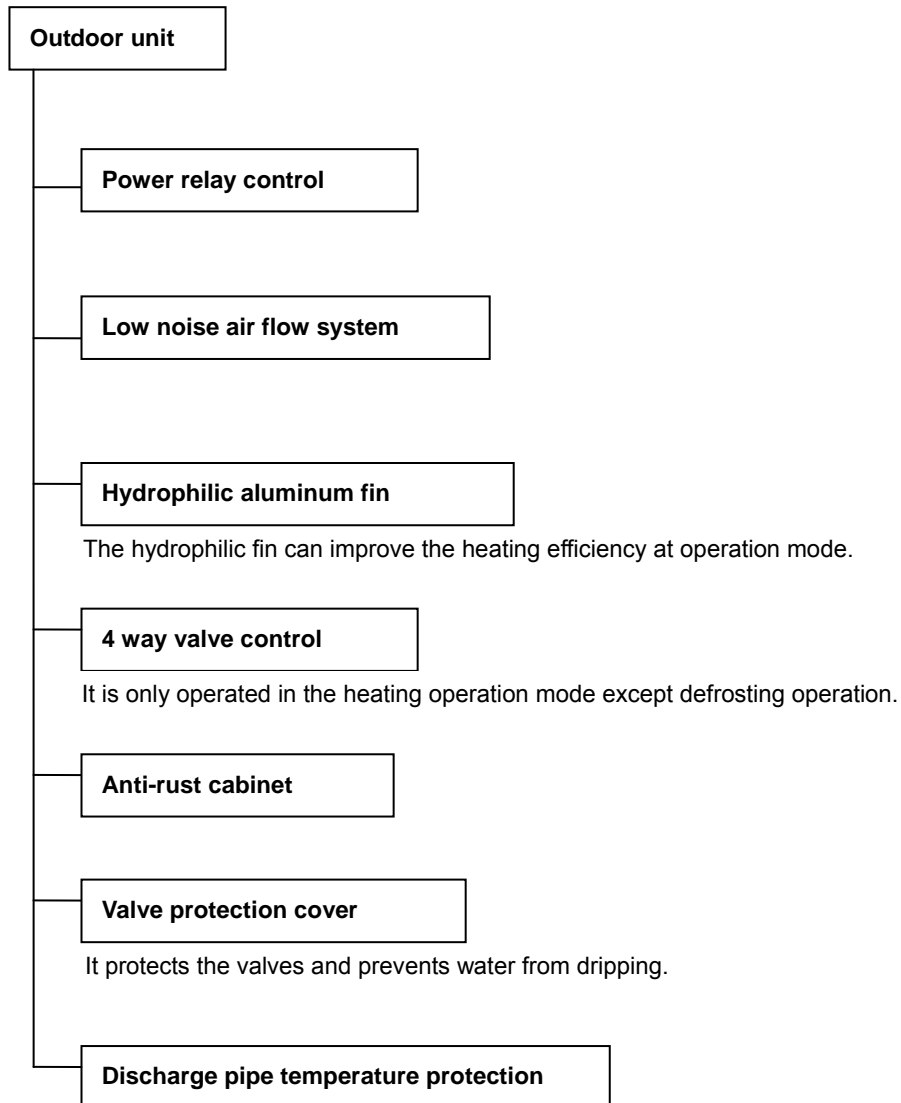 Outdoor unit
Power relay control
Low noise air flow system
Hydrophilic aluminum fin
The hydrophilic fin can improve the heating efficiency at operation mode.
4 way valve control
It is only operated in the heating operation mode except defrosting operation.
Anti-rust cabinet
Valve protection cover
It protects the valves and prevents water from dripping.
Discharge pipe temperature protection